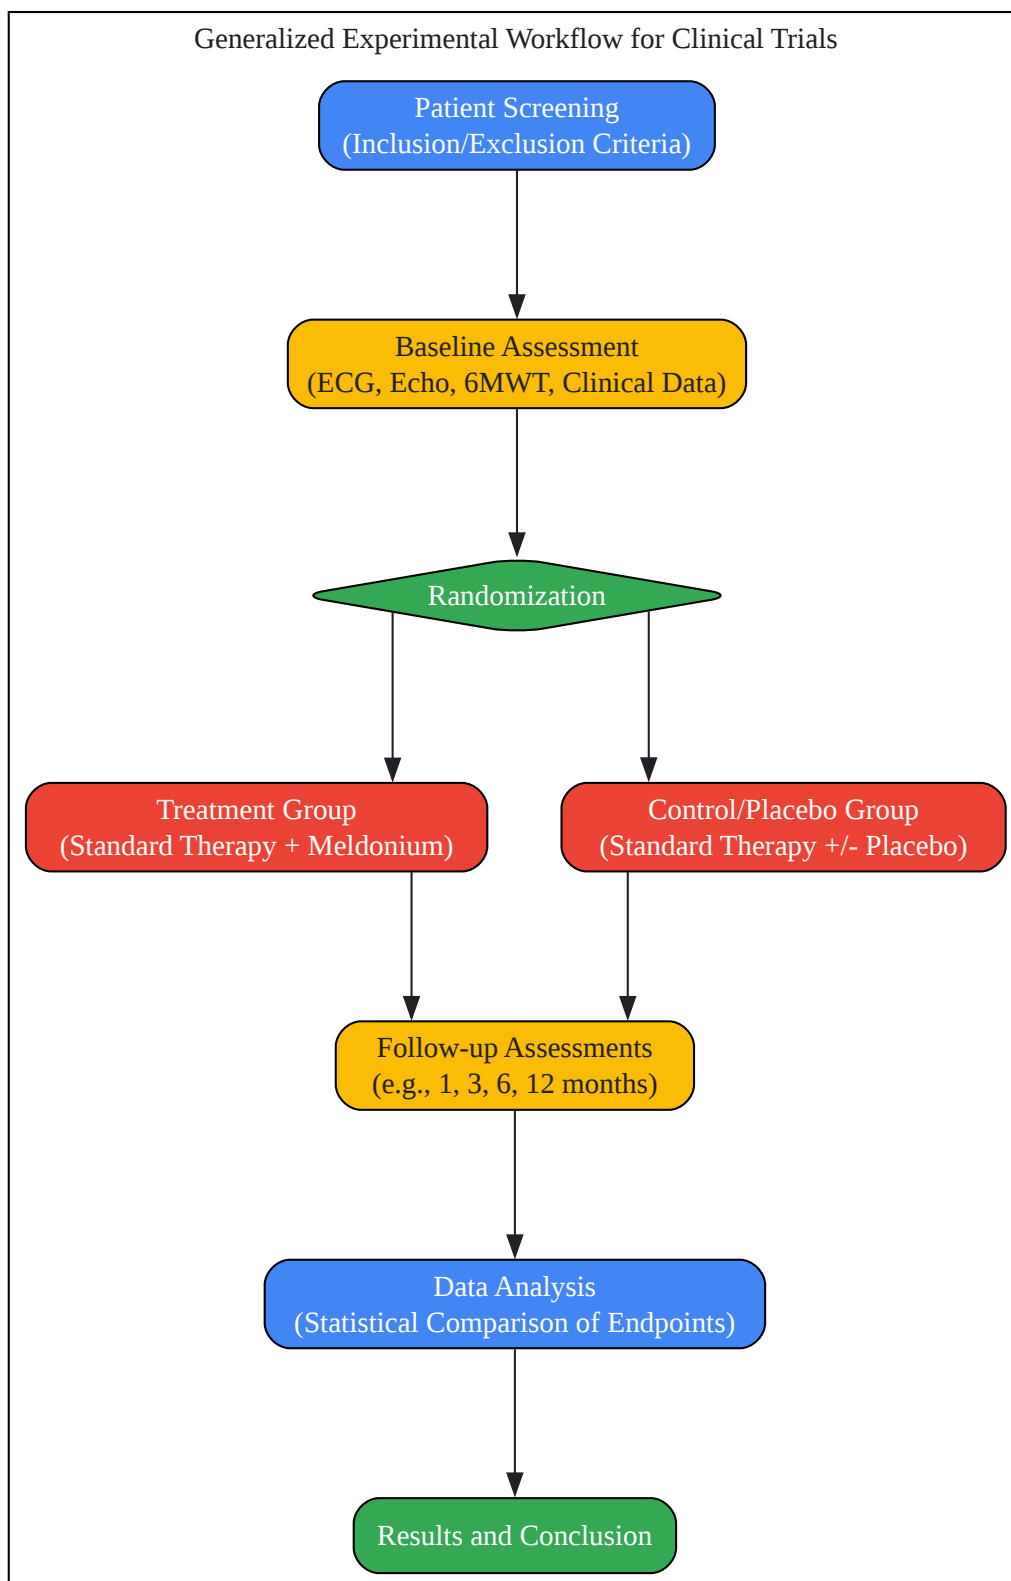 Generalized Experimental Workflow for Clinical Trials
Patient Screening
(Inclusion/Exclusion Criteria)
Baseline Assessment
(ECG, Echo, 6MWT, Clinical Data)
Randomization
Treatment Group
(Standard Therapy + Meldonium)
Control/Placebo Group
(Standard Therapy +/- Placebo)
Follow-up Assessments
(e.g., 1, 3, 6, 12 months)
Data Analysis
(Statistical Comparison of Endpoints)
Results and Conclusion